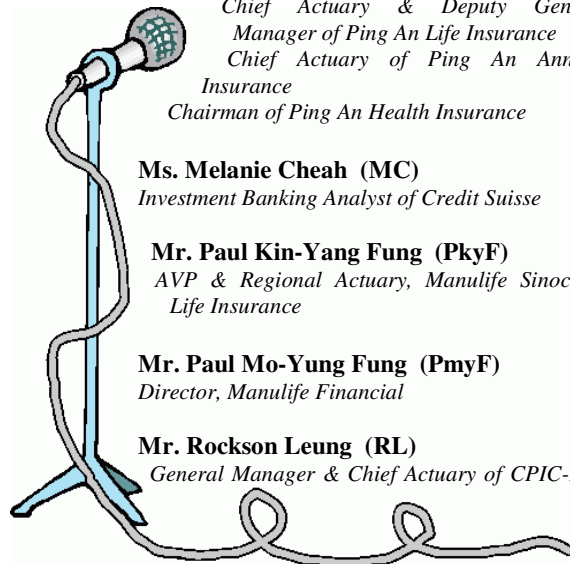 Chief Actuary & Deputy Gen
Manager of Ping An Life Insurance
Chief Actuary of Ping An Ann
Insurance
Chairman of Ping An Health Insurance
Ms. Melanie Cheah (MC)
Investment Banking Analyst of Credit Suisse
Mr. Paul Kin-Yang Fung (PkyF)
AVP & Regional Actuary, Manulife Sinoc
Life Insurance
Mr. Paul Mo-Yung Fung (PmyF)
Director, Manulife Financial
Mr. Rockson Leung (RL)
General Manager & Chief Actuary of CPIC-